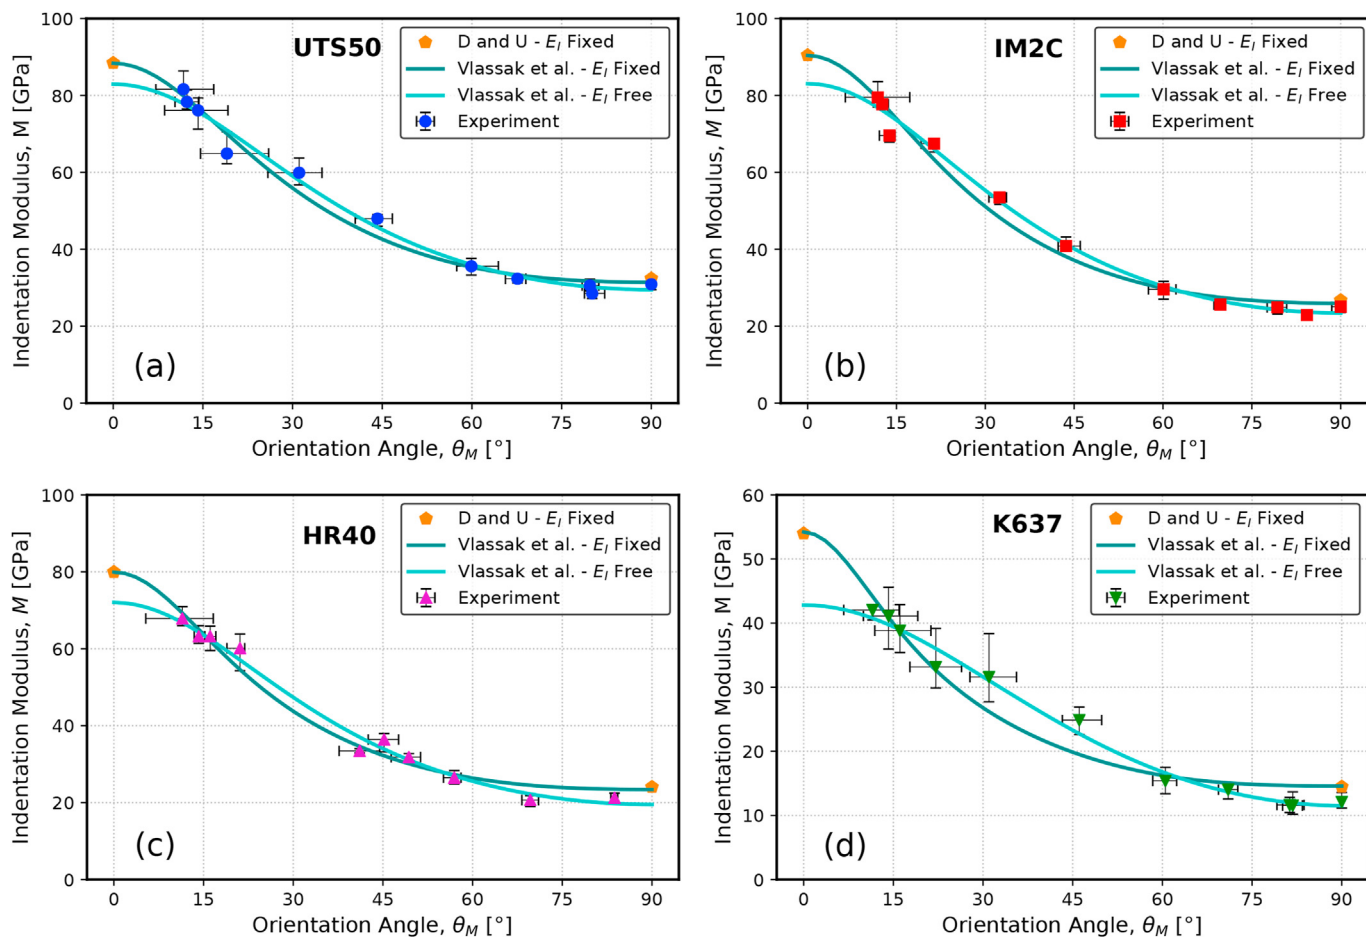 UTS50
D and U - E_I Fixed
Vlassak et al. - E_I Fixed
Vlassak et al. - E_I Free
Experiment
Indentation Modulus, M [GPa]
100
80
60
40
20
0
(a)
0 15 30 45 60 75 90
Orientation Angle, θ_M [°]
IM2C
D and U - E_I Fixed
Vlassak et al. - E_I Fixed
Vlassak et al. - E_I Free
Experiment
Indentation Modulus, M [GPa]
100
80
60
40
20
0
(b)
0 15 30 45 60 75 90
Orientation Angle, θ_M [°]
HR40
D and U - E_I Fixed
Vlassak et al. - E_I Fixed
Vlassak et al. - E_I Free
Experiment
Indentation Modulus, M [GPa]
100
80
60
40
20
0
(c)
0 15 30 45 60 75 90
Orientation Angle, θ_M [°]
K637
D and U - E_I Fixed
Vlassak et al. - E_I Fixed
Vlassak et al. - E_I Free
Experiment
Indentation Modulus, M [GPa]
60
50
40
30
20
10
0
(d)
0 15 30 45 60 75 90
Orientation Angle, θ_M [°]